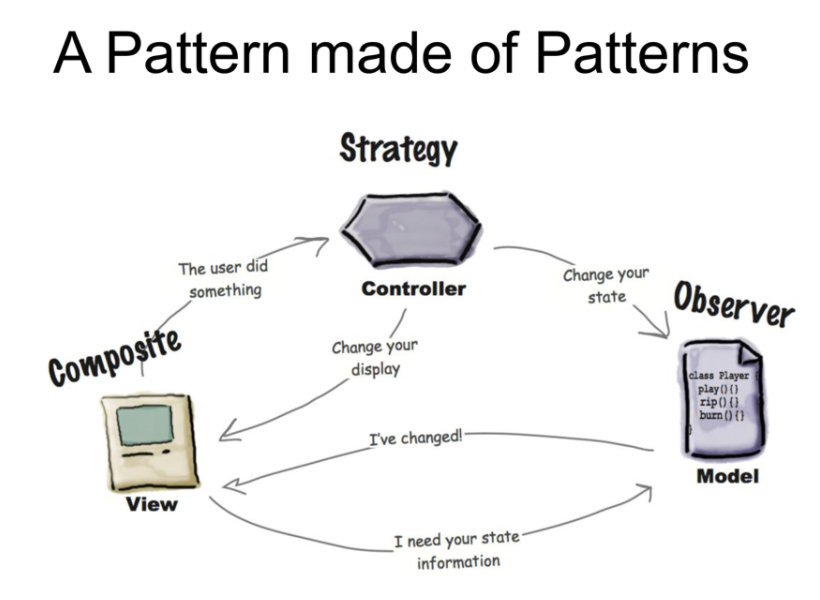 A Pattern made of Patterns
Strategy
The user did
something
Controller
Change your
state
Observer
Composite
Change your
display
class Player {
play(){}
rip(){}
burn(){}
}
I've changed!
View
Model
I need your state
information